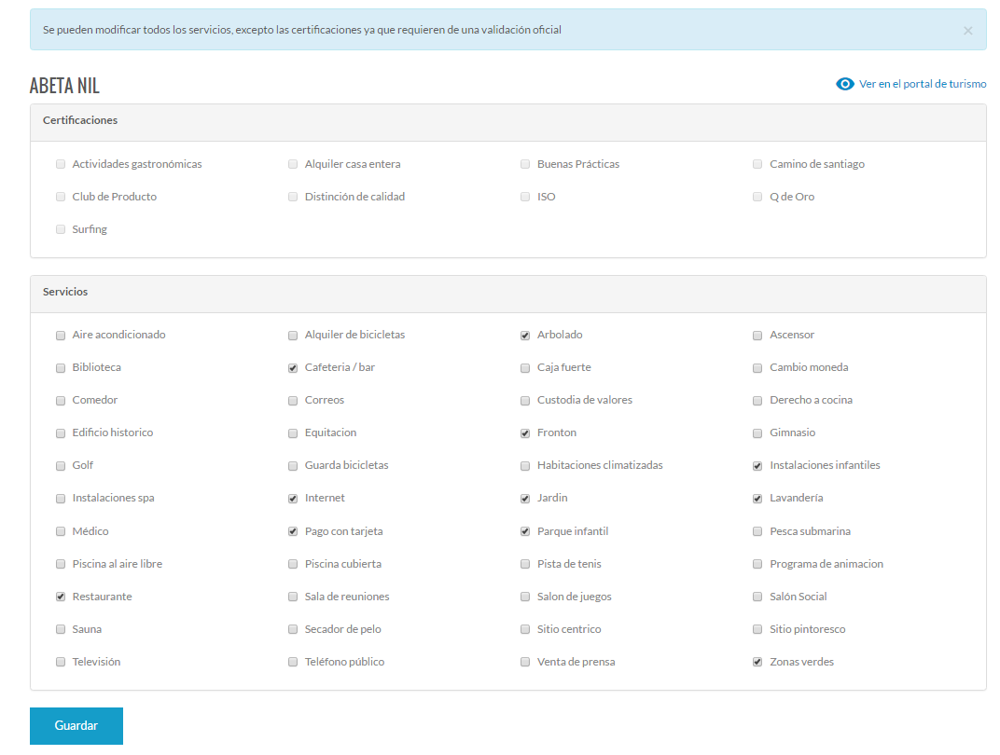 Se pueden modificar todos los servicios, excepto las certificaciones ya que requieren de una validación oficial
×
ABETA NIL
Ver en el portal de turismo
Certificaciones
Actividades gastronómicas Alquiler casa entera Buenas Prácticas Camino de santiago
Club de Producto Distinción de calidad ISO Q de Oro
Surfing
Servicios
Aire acondicionado Alquiler de bicicletas Arbolado Ascensor
Biblioteca Cafeteria / bar Caja fuerte Cambio moneda
Comedor Correos Custodia de valores Derecho a cocina
Edificio historico Equitacion Fronton Gimnasio
Golf Guarda bicicletas Habitaciones climatizadas Instalaciones infantiles
Instalaciones spa Internet Jardin Lavandería
Médico Pago con tarjeta Parque infantil Pesca submarina
Piscina al aire libre Piscina cubierta Pista de tenis Programa de animacion
Restaurante Sala de reuniones Salon de juegos Salón Social
Sauna Secador de pelo Sitio centrico Sitio pintoresco
Televisión Teléfono público Venta de prensa Zonas verdes
Guardar